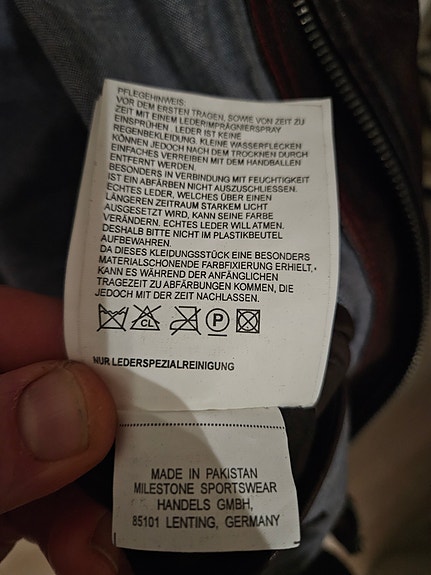 PFLEGEHINWEIS:
VOR DEM ERSTEN TRAGEN, SOWIE VON ZEIT ZU
ZEIT MIT EINEM LEDERIMPRÄGNIERSPRAY
EINSPRÜHEN. LEDER IST KEINE
REGENBEKLEIDUNG. KLEINE WASSERFLECKEN
KÖNNEN JEDOCH NACH DEM TROCKNEN DURCH
EINFACHES VERREIBEN MIT DEM HANDBALLEN
ENTFERNT WERDEN.
BESONDERS IN VERBINDUNG MIT FEUCHTIGKEIT
IST EIN ABFÄRBEN NICHT AUSZUSCHLIESSEN.
ECHTES LEDER, WELCHES ÜBER EINEN
LÄNGEREN ZEITRAUM STARKEM LICHT
AUSGESETZT WIRD, KANN SEINE FARBE
VERÄNDERN. ECHTES LEDER WILL ATMEN.
DESHALB BITTE NICHT IM PLASTIKBEUTEL
AUFBEWAHREN.
DA DIESES KLEIDUNGSSTÜCK EINE BESONDERS
MATERIALSCHONENDE FARBFIXIERUNG ERHIELT,
KANN ES WÄHREND DER ANFÄNGLICHEN
TRAGEZEIT ZU ABFÄRBUNGEN KOMMEN, DIE
JEDOCH MIT DER ZEIT NACHLASSEN.
CL P
NUR LEDERSPEZIALREINIGUNG
MADE IN PAKISTAN
MILESTONE SPORTSWEAR
HANDELS GMBH,
85101 LENTING, GERMANY